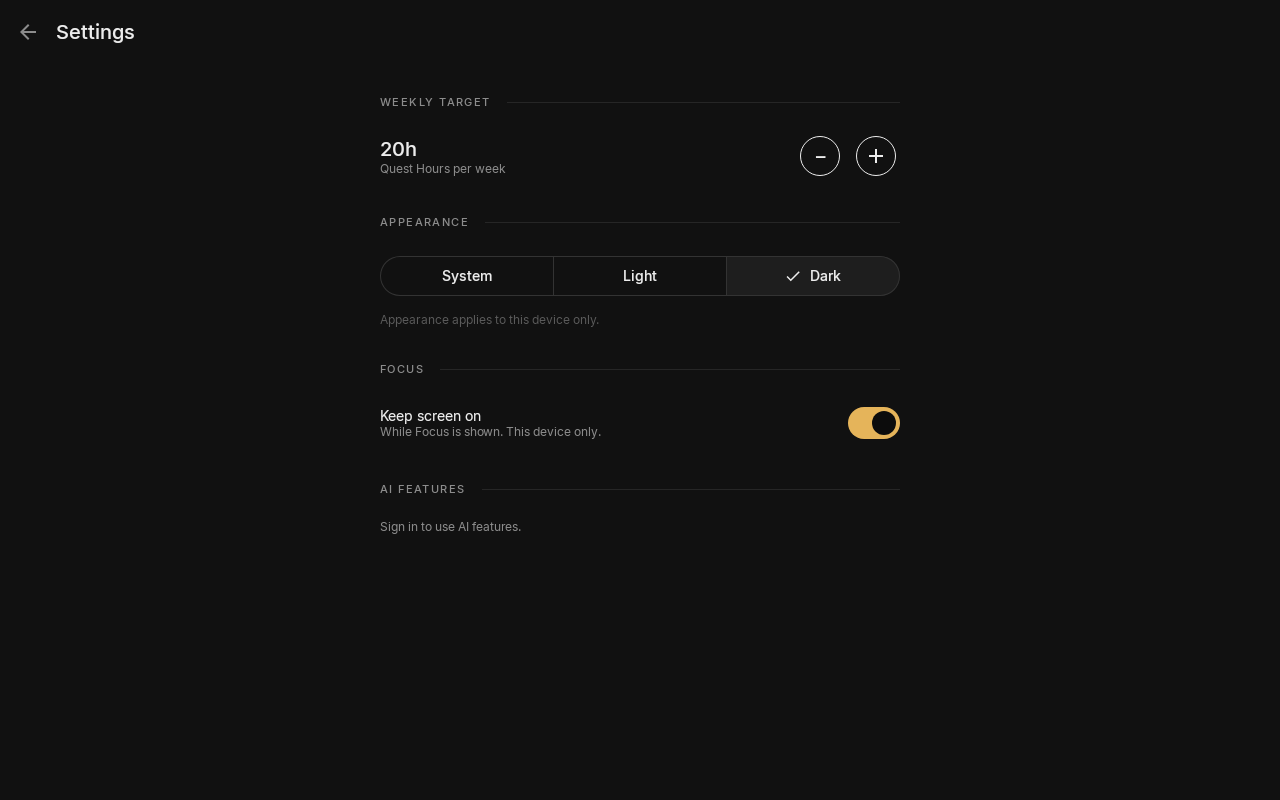 Settings
WEEKLY TARGET
20h
Quest Hours per week
APPEARANCE
System
Light
Dark
Appearance applies to this device only.
FOCUS
Keep screen on
While Focus is shown. This device only.
AI FEATURES
Sign in to use AI features.